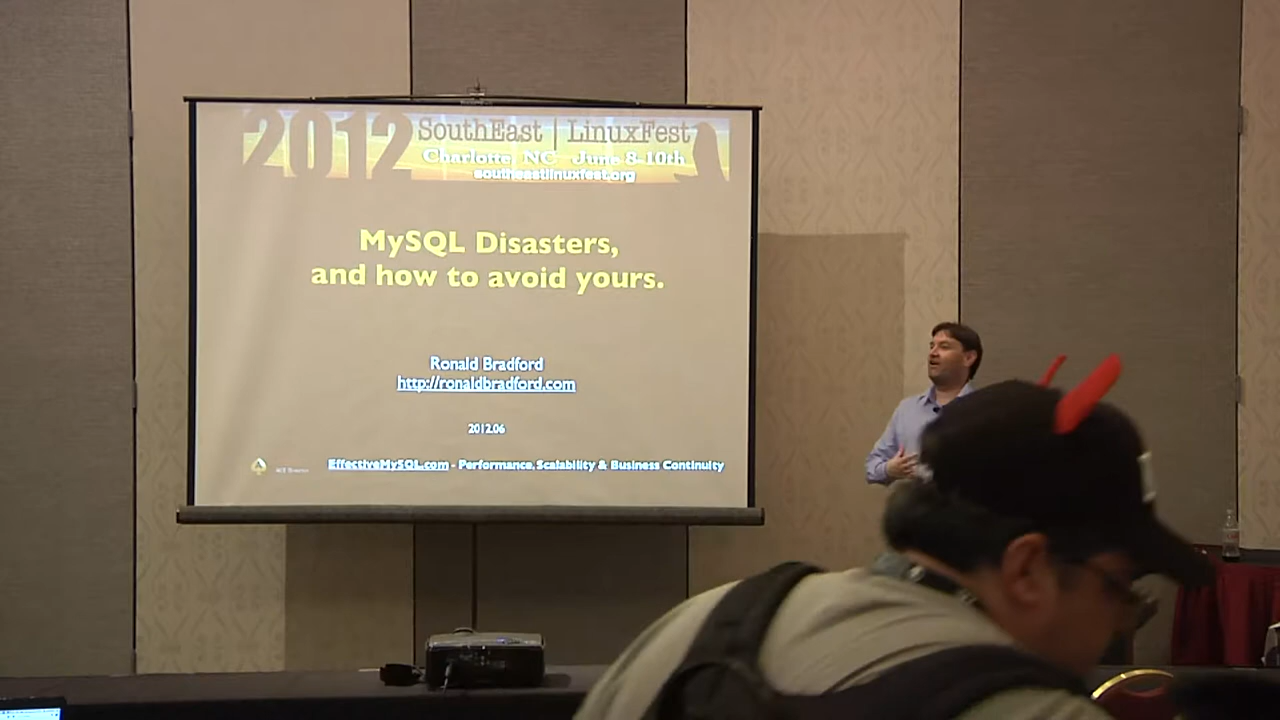 2012 SouthEast | LinuxFest
Charlotte, NC June 8-10th
southeastlinuxfest.org
MySQL Disasters,
and how to avoid yours.
Ronald Bradford
http://ronaldbradford.com
2012.06
EffectiveMySQL.com - Performance, Scalability & Business Continuity